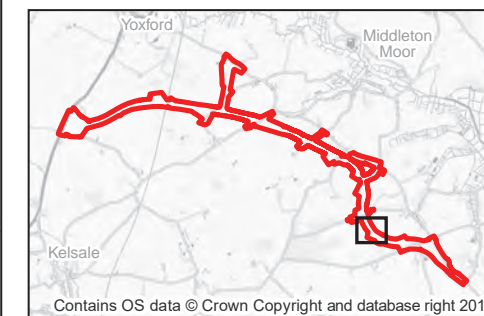 Yoxford
Middleton
Moor
Kelsale
Contains OS data © Crown Copyright and database right 201